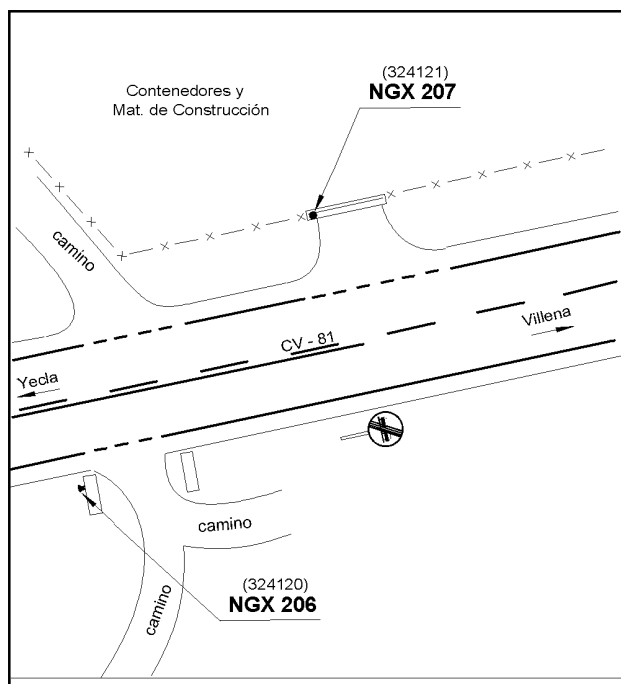 (324121)
NGX 207
Contenedores y
Mat. de Construcción
camino
Villena
CV - 81
Yecla
camino
camino
(324120)
NGX 206